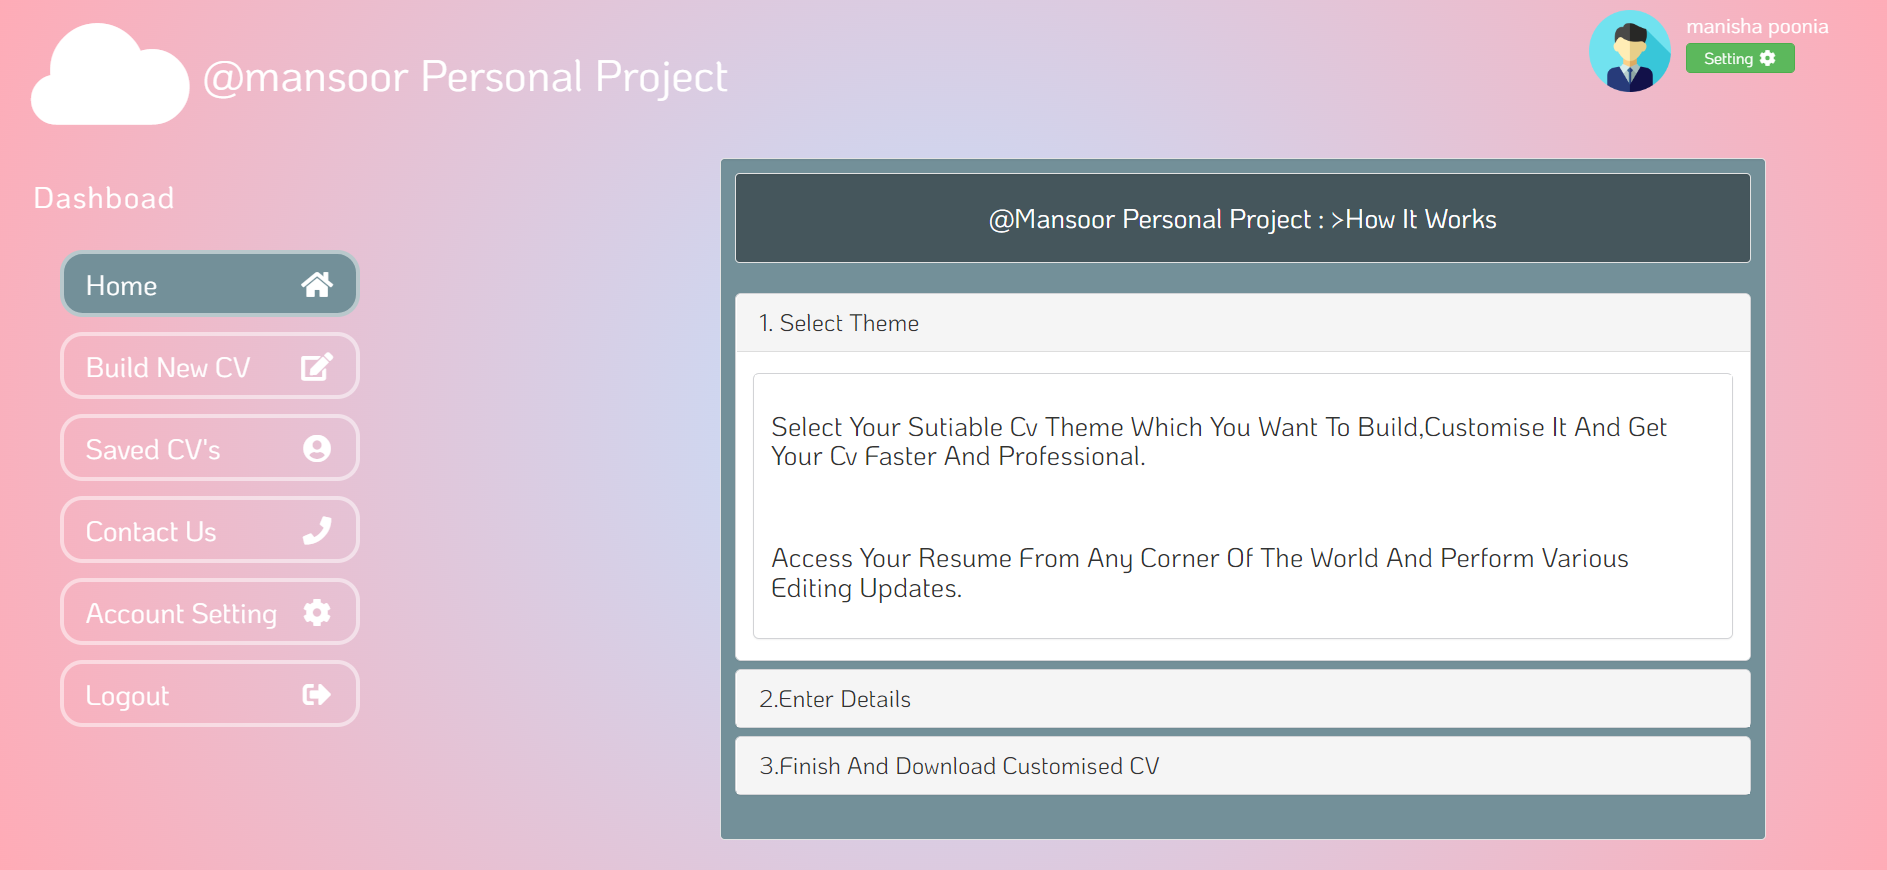 @mansoor Personal Project
manisha poonia
Setting
Dashboad
Home
Build New CV
Saved CV's
Contact Us
Account Setting
Logout
@Mansoor Personal Project : >How It Works
1. Select Theme
Select Your Sutiable Cv Theme Which You Want To Build,Customise It And Get
Your Cv Faster And Professional.
Access Your Resume From Any Corner Of The World And Perform Various
Editing Updates.
2.Enter Details
3.Finish And Download Customised CV